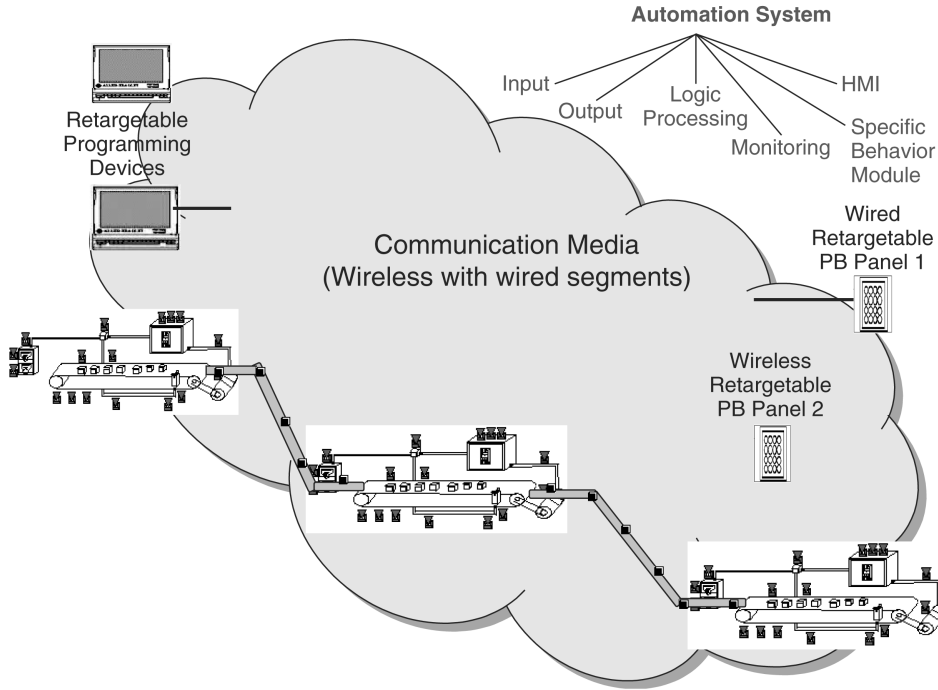 Automation System
Input
Output
Logic
Processing
Monitoring
HMI
Specific
Behavior
Module
Retargetable
Programming
Devices
Communication Media
(Wireless with wired segments)
Wired
Retargetable
PB Panel 1
Wireless
Retargetable
PB Panel 2